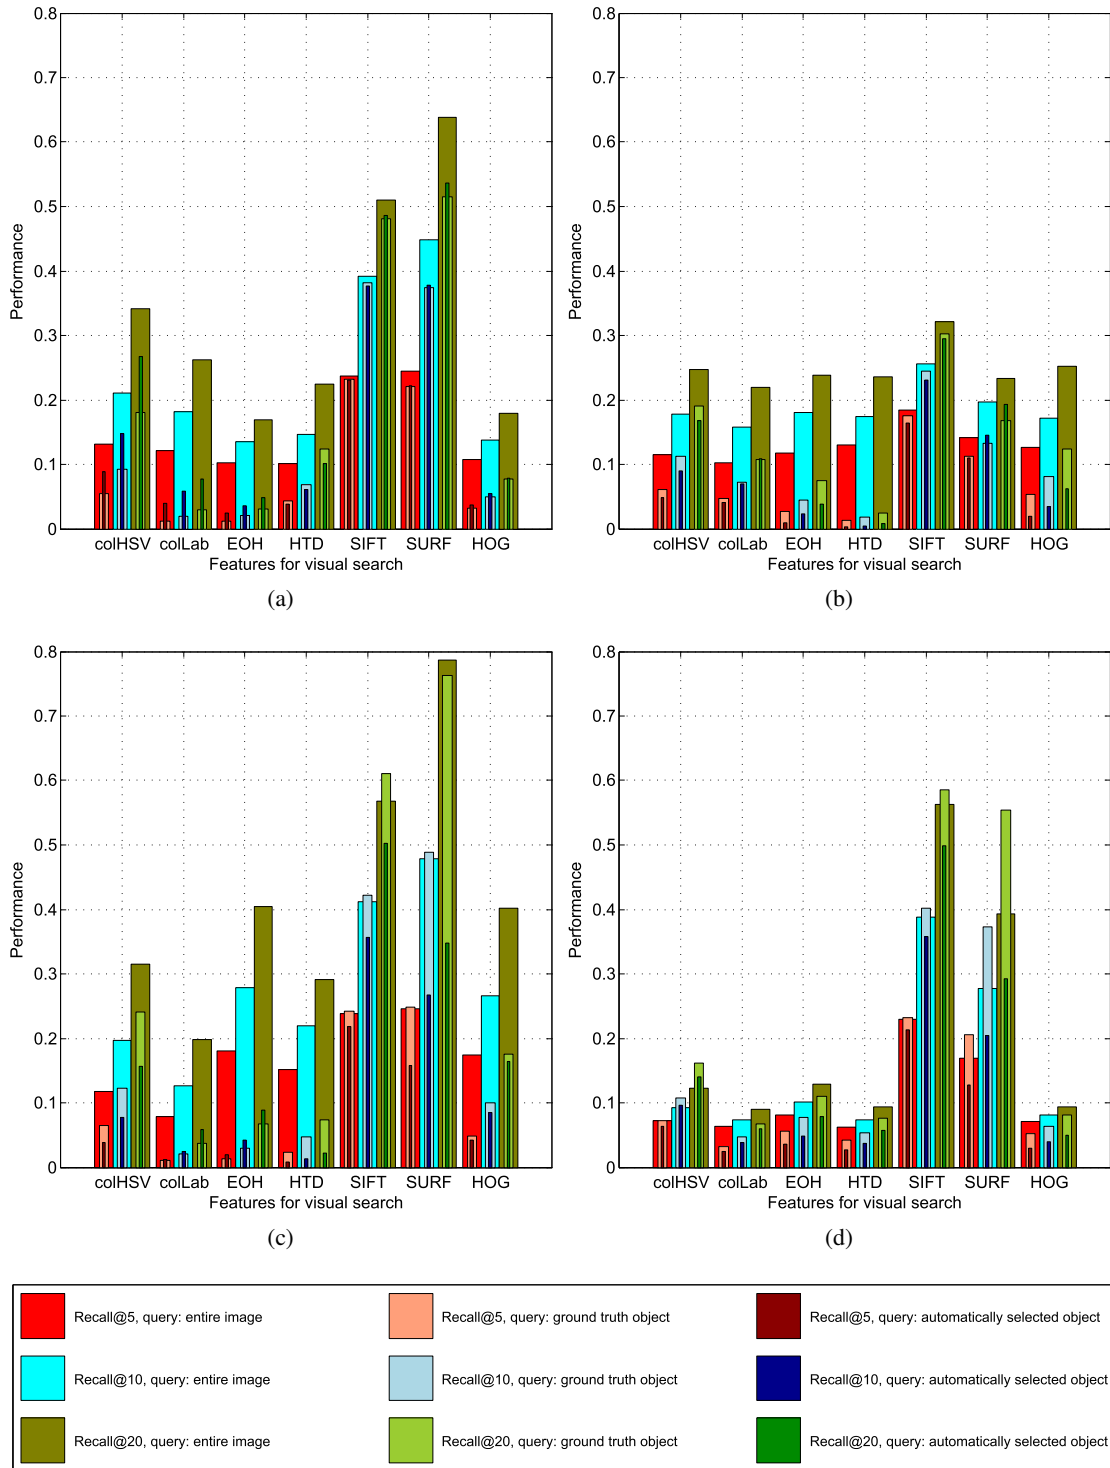 0.8
0.7
0.6
0.5
0.4
0.3
0.2
0.1
0
Performance
colHSV colLab EOH HTD SIFT SURF HOG
Features for visual search
(a)
0.8
0.7
0.6
0.5
0.4
0.3
0.2
0.1
0
Performance
colHSV colLab EOH HTD SIFT SURF HOG
Features for visual search
(b)
0.8
0.7
0.6
0.5
0.4
0.3
0.2
0.1
0
Performance
colHSV colLab EOH HTD SIFT SURF HOG
Features for visual search
(c)
0.8
0.7
0.6
0.5
0.4
0.3
0.2
0.1
0
Performance
colHSV colLab EOH HTD SIFT SURF HOG
Features for visual search
(d)
Recall@5, query: entire image
Recall@5, query: ground truth object
Recall@5, query: automatically selected object
Recall@10, query: entire image
Recall@10, query: ground truth object
Recall@10, query: automatically selected object
Recall@20, query: entire image
Recall@20, query: ground truth object
Recall@20, query: automatically selected object